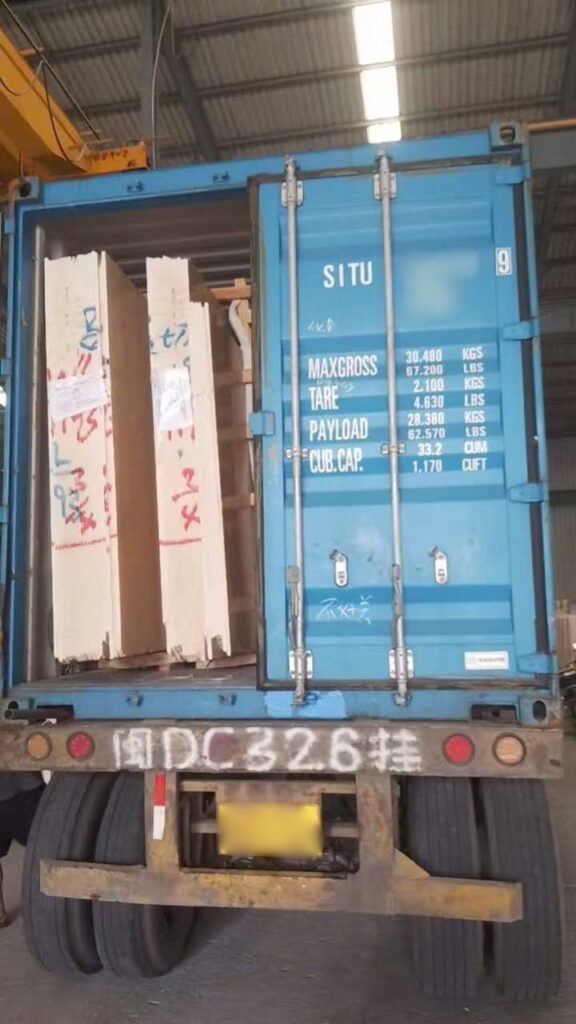 SITU
9
MAXGROSS 30.480 KGS
67.200 LBS
TARE 2.100 KGS
4.630 LBS
PAYLOAD 28.380 KGS
62.570 LBS
CUB.CAP. 33.2 CUM
1.170 CUFT
闽DC326挂